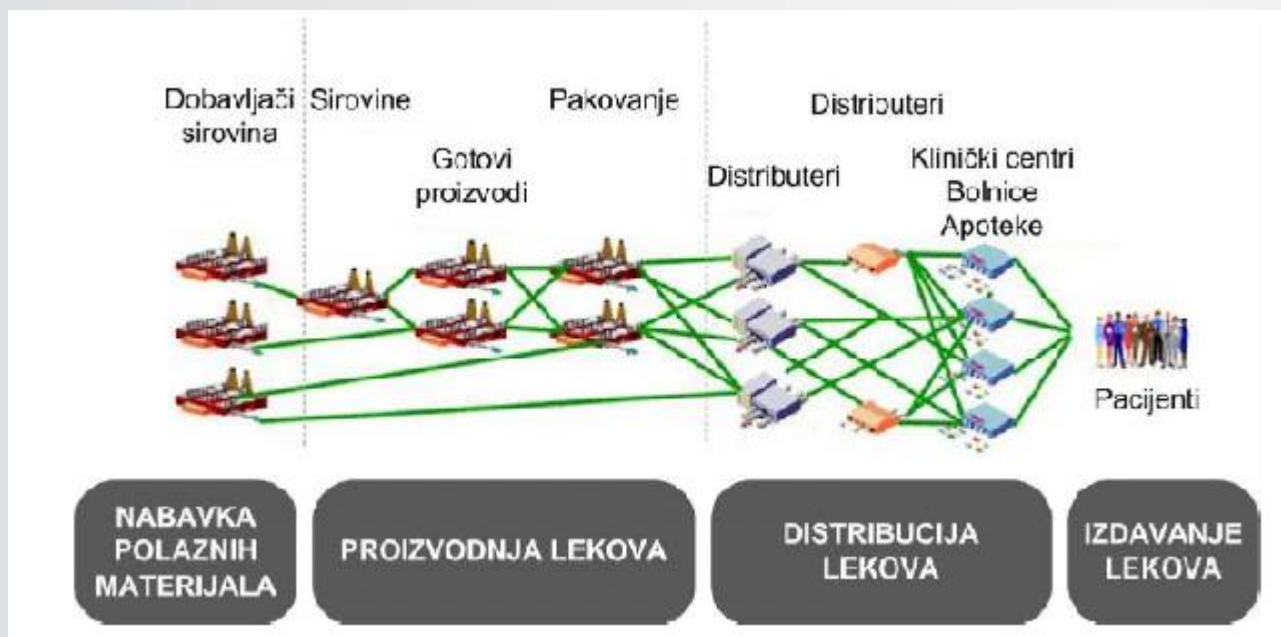 Dobavljači
sirovina
Sirovine
Gotovi
proizvodi
Pakovanje
Distributeri
Distributeri
Klinički centri
Bolnice
Apoteke
Pacijenti
NABAVKA
POLAZNIH
MATERIJALA
PROIZVODNJA LEKOVA
DISTRIBUCIJA
LEKOVA
IZDAVANJE
LEKOVA